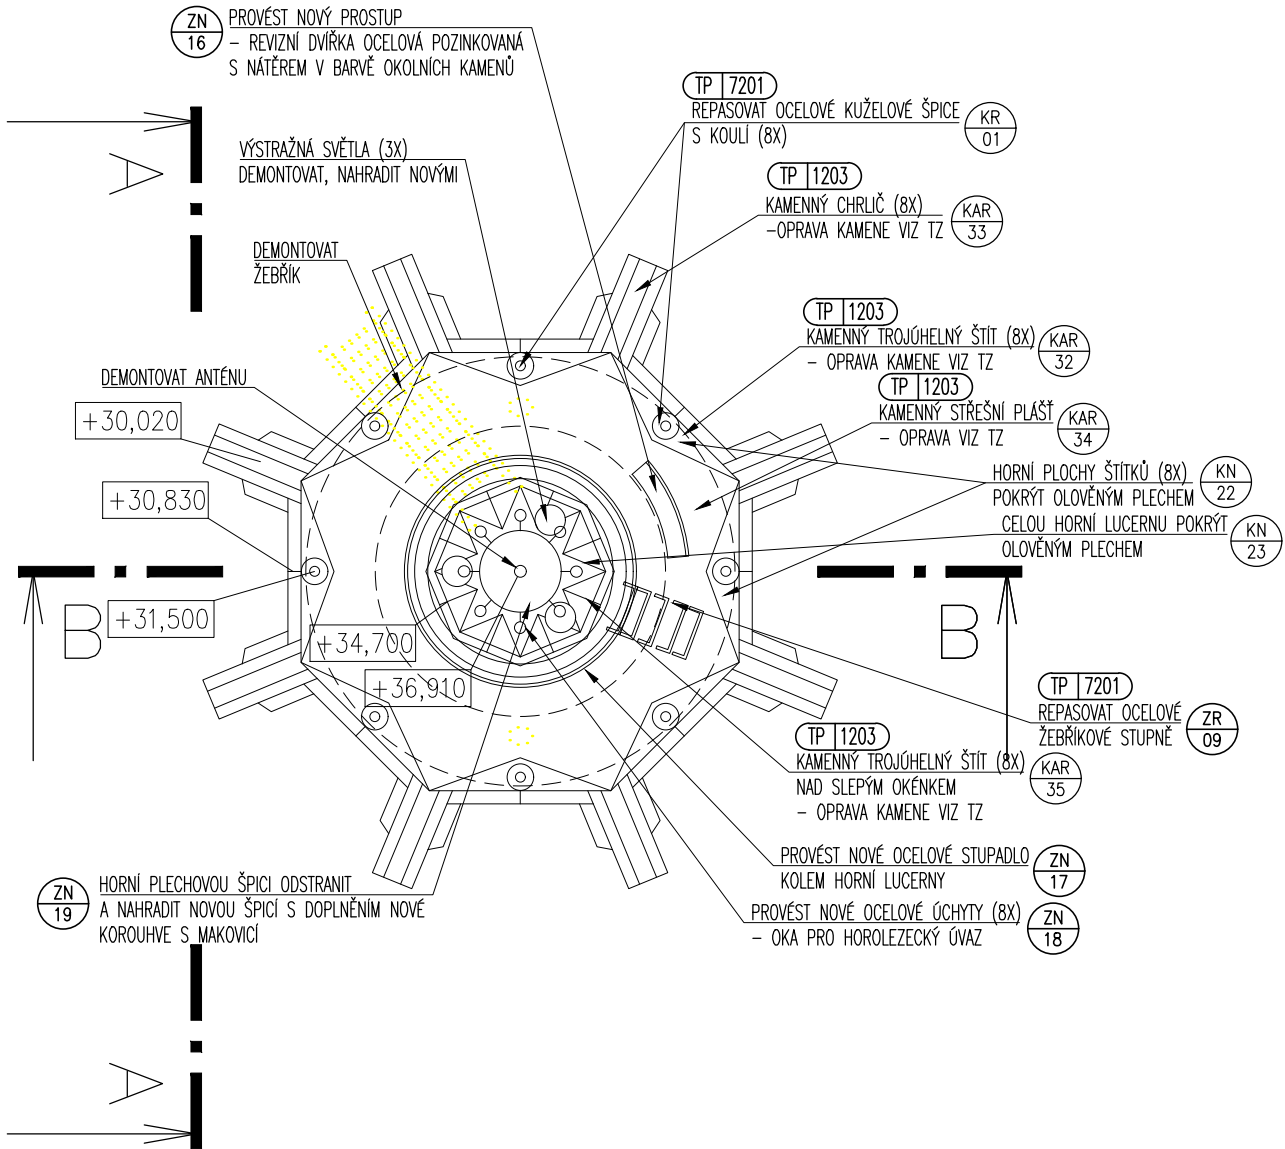 ZN
16
PROVÉST NOVÝ PROSTUP
– REVIZNÍ DVÍŘKA OCELOVÁ POZINKOVANÁ
S NÁTĚREM V BARVĚ OKOLNÍCH KAMENŮ
TP 7201
REPASOVAT OCELOVÉ KUŽELOVÉ ŠPICE
S KOULÍ (8X)
KR
01
A
VÝSTRAŽNÁ SVĚTLA (3X)
DEMONTOVAT, NAHRADIT NOVÝMI
TP 1203
KAMENNÝ CHRLIČ (8X)
–OPRAVA KAMENE VIZ TZ
KAR
33
DEMONTOVAT
ŽEBŘÍK
TP 1203
KAMENNÝ TROJÚHELNÝ ŠTÍT (8X)
– OPRAVA KAMENE VIZ TZ
KAR
32
DEMONTOVAT ANTÉNU
TP 1203
KAMENNÝ STŘEŠNÍ PLÁŠŤ
– OPRAVA VIZ TZ
KAR
34
+30,020
HORNÍ PLOCHY ŠTÍTKŮ (8X)
POKRÝT OLOVĚNÝM PLECHEM
KN
22
+30,830
CELOU HORNÍ LUCERNU POKRÝT
OLOVĚNÝM PLECHEM
KN
23
+31,500
B
B
+34,700
+36,910
TP 7201
REPASOVAT OCELOVÉ
ŽEBŘÍKOVÉ STUPNĚ
ZR
09
TP 1203
KAMENNÝ TROJÚHELNÝ ŠTÍT (8X)
NAD SLEPÝM OKÉNKEM
– OPRAVA KAMENE VIZ TZ
KAR
35
PROVÉST NOVÉ OCELOVÉ STUPADLO
KOLEM HORNÍ LUCERNY
ZN
17
ZN
19
HORNÍ PLECHOVOU ŠPICI ODSTRANIT
A NAHRADIT NOVOU ŠPICÍ S DOPLNĚNÍM NOVÉ
KOROUHVE S MAKOVICÍ
PROVÉST NOVÉ OCELOVÉ ÚCHYTY (8X)
– OKA PRO HOROLEZECKÝ ÚVAZ
ZN
18
A